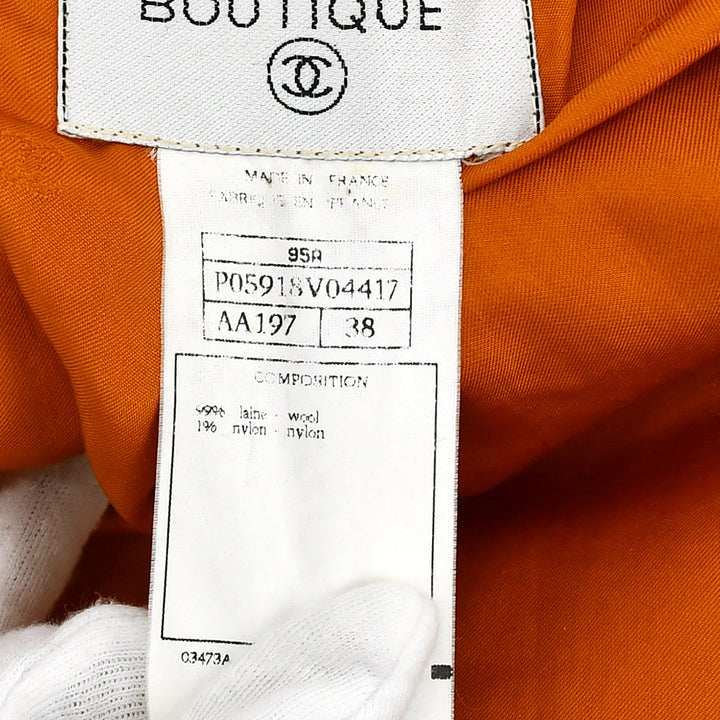 BOUTIQUE
MADE IN FRANCE
FABRIQUE EN FRANCE
95A
P05918V04417
AA197 38
COMPOSITION
99% laine - wool
1% nylon - nylon
03473A